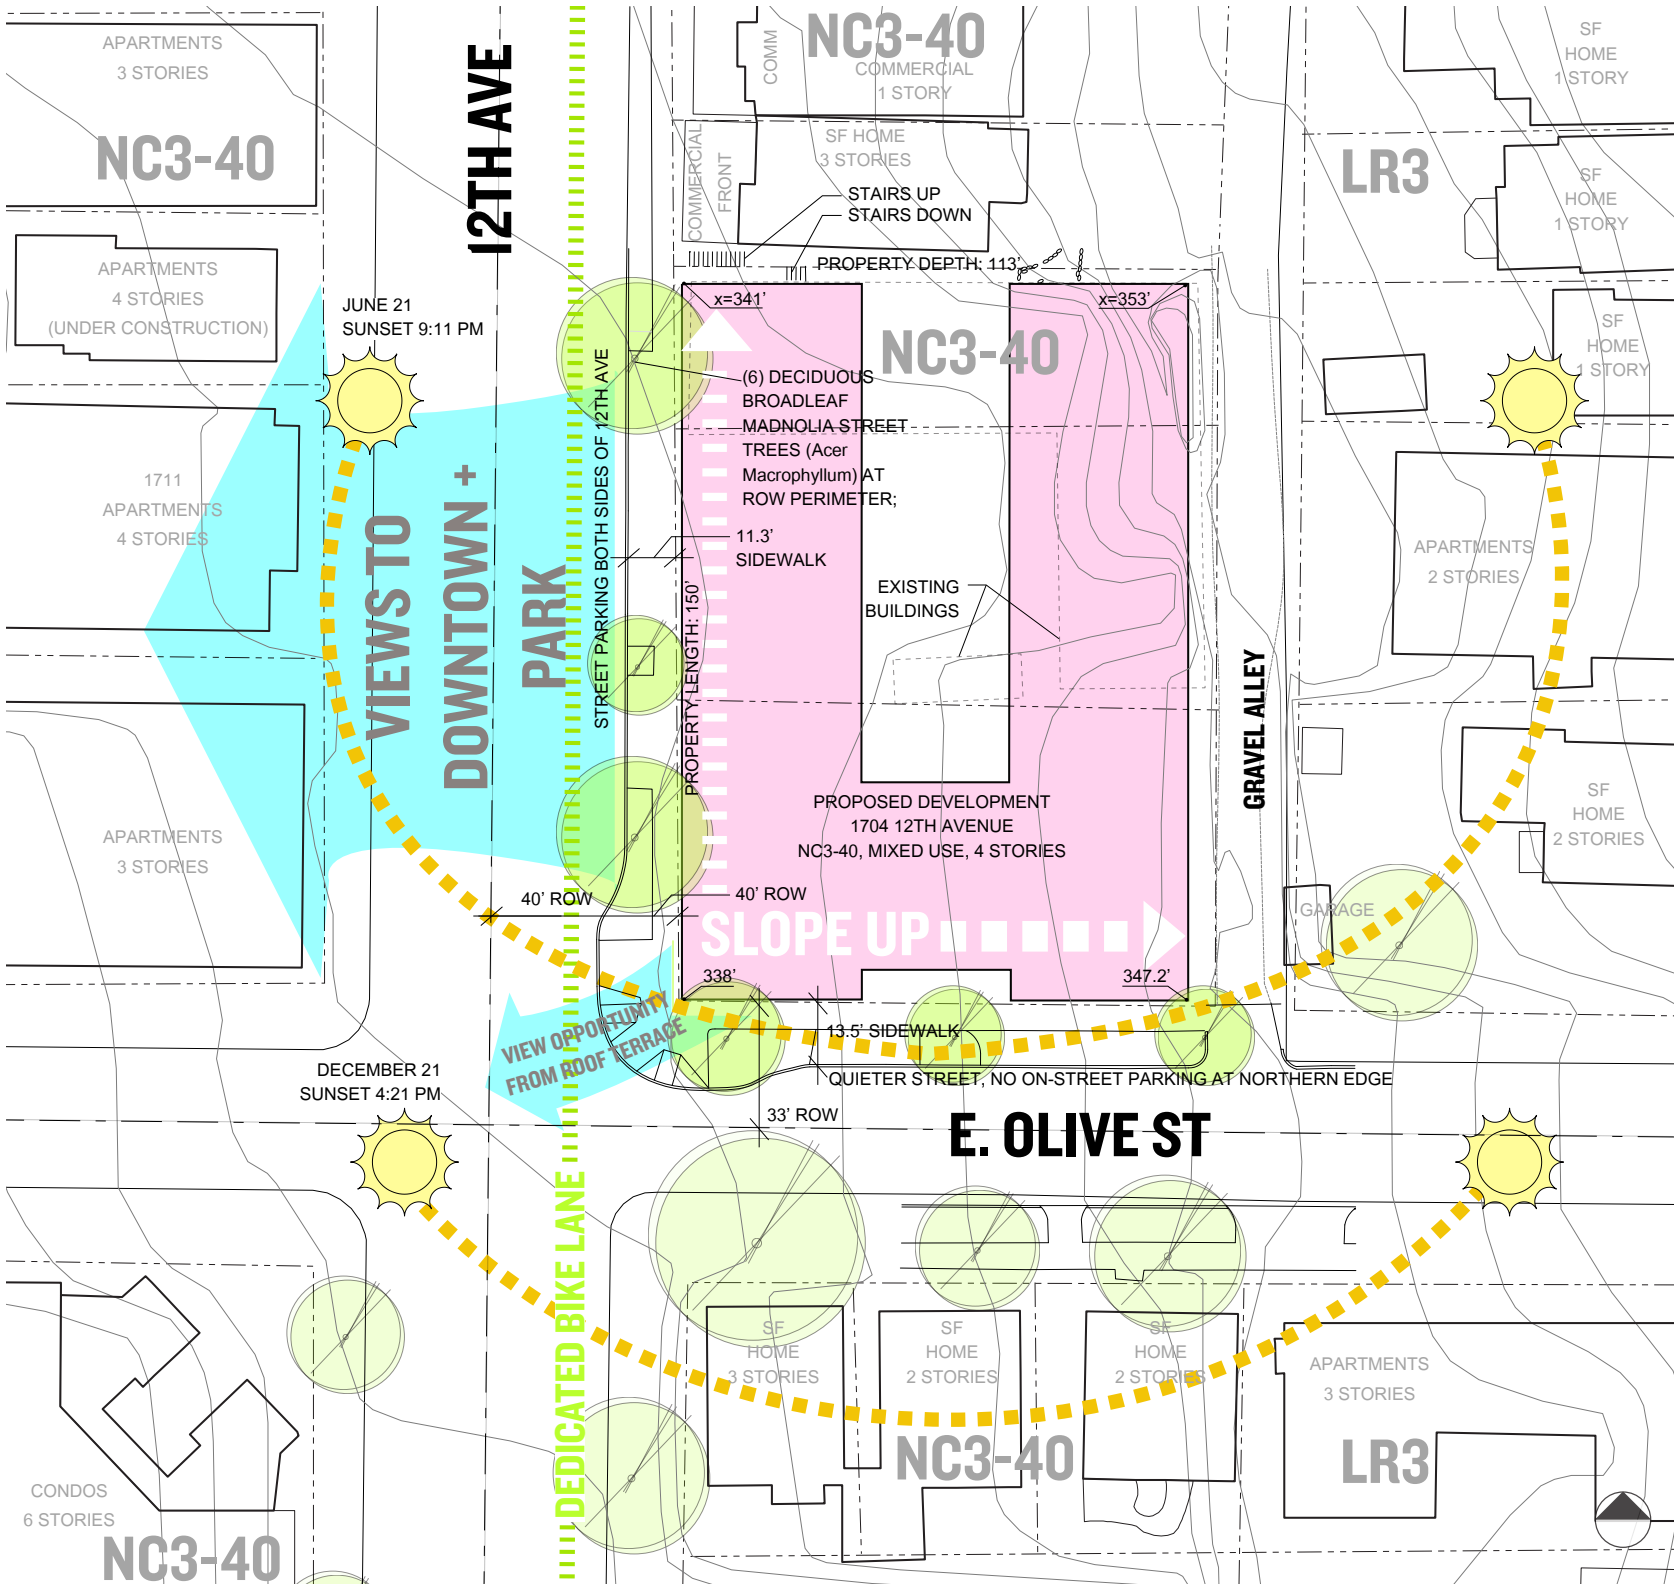 APARTMENTS
3 STORIES
NC3-40
12TH AVE
COMM
NC3-40
COMMERCIAL
1 STORY
SF
HOME
1 STORY
COMMERCIAL
FRONT
SF HOME
3 STORIES
STAIRS UP
STAIRS DOWN
PROPERTY DEPTH: 113'
LR3
SF
HOME
1 STORY
APARTMENTS
4 STORIES
(UNDER CONSTRUCTION)
JUNE 21
SUNSET 9:11 PM
x=341'
x=353'
NC3-40
SF
HOME
1 STORY
STREET PARKING BOTH SIDES OF 12TH AVE
(6) DECIDUOUS
BROADLEAF
MADNOLIA STREET
TREES (Acer
Macrophyllum) AT
ROW PERIMETER;
1711
APARTMENTS
4 STORIES
VIEWS TO
DOWNTOWN +
PARK
11.3'
SIDEWALK
PROPERTY LENGTH: 150'
EXISTING
BUILDINGS
APARTMENTS
2 STORIES
GRAVEL ALLEY
APARTMENTS
3 STORIES
PROPOSED DEVELOPMENT
1704 12TH AVENUE
NC3-40, MIXED USE, 4 STORIES
SF
HOME
2 STORIES
40' ROW
40' ROW
SLOPE UP
GARAGE
338'
347.2'
VIEW OPPORTUNITY
FROM ROOF TERRACE
13.5' SIDEWALK
QUIETER STREET, NO ON-STREET PARKING AT NORTHERN EDGE
DECEMBER 21
SUNSET 4:21 PM
33' ROW
E. OLIVE ST
DEDICATED BIKE LANE
SF
HOME
3 STORIES
SF
HOME
2 STORIES
SF
HOME
2 STORIES
APARTMENTS
3 STORIES
NC3-40
LR3
CONDOS
6 STORIES
NC3-40